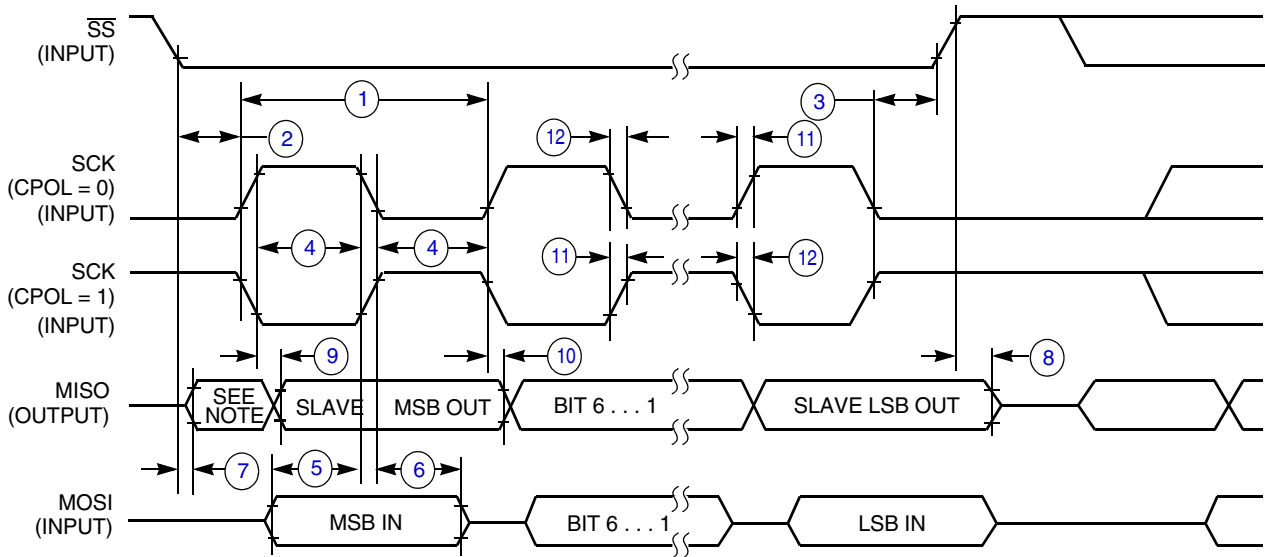 SS
(INPUT)
1
3
2
12
11
SCK
(CPOL = 0)
(INPUT)
4
4
11
12
SCK
(CPOL = 1)
(INPUT)
9
10
8
MISO
(OUTPUT)
SEE
NOTE
SLAVE
MSB OUT
BIT 6 . . . 1
SLAVE LSB OUT
7
5
6
MOSI
(INPUT)
MSB IN
BIT 6 . . . 1
LSB IN